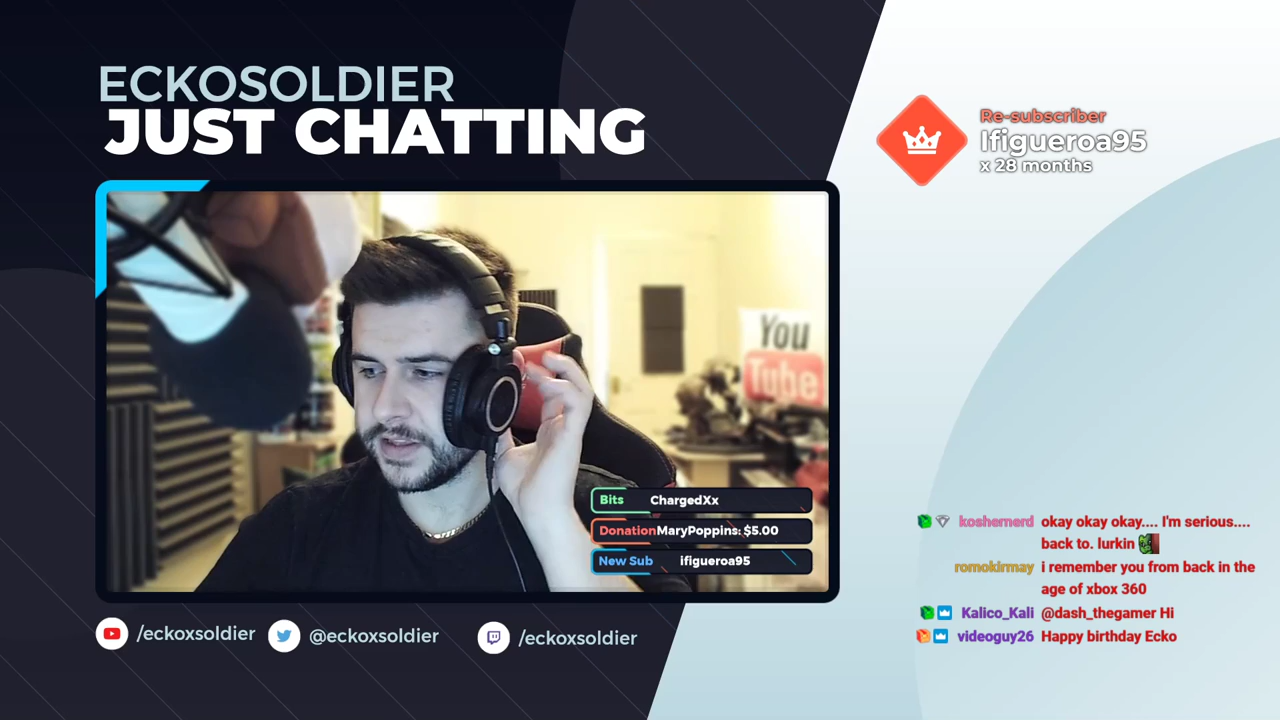 ECKOSOLDIER
JUST CHATTING
Re-subscriber
Ifigueroa95
x 28 months
You
Tube
Bits ChargedXx
Donation MaryPoppins: $5.00
New Sub ifigueroa95
koshernerd okay okay okay.... I'm serious....
back to. lurkin
romokirmay i remember you from back in the
age of xbox 360
Kalico_Kali @dash_thegamer Hi
videoguy26 Happy birthday Ecko
/eckoxsoldier @eckoxsoldier /eckoxsoldier